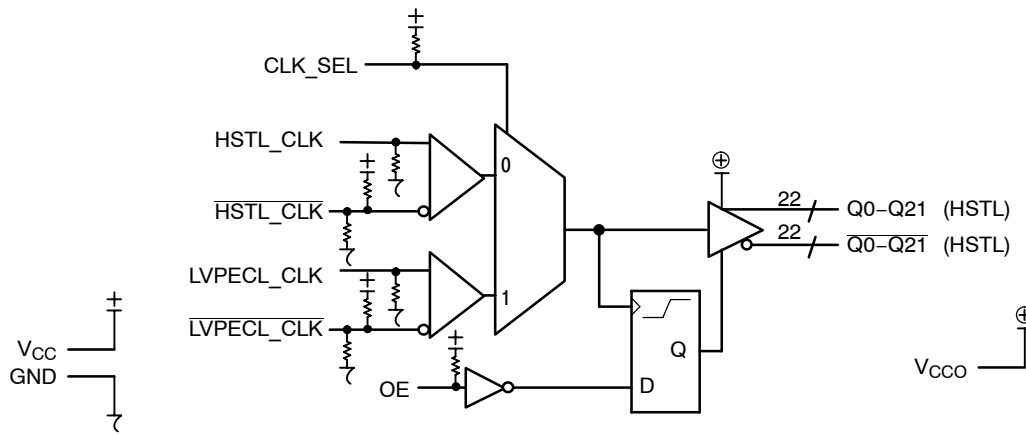 CLK_SEL
HSTL_CLK
0
22 Q0–Q21 (HSTL)
HSTL_CLK
22 Q0–Q21 (HSTL)
LVPECL_CLK
1
LVPECL_CLK
VCC
Q
VCCO
GND
OE
D